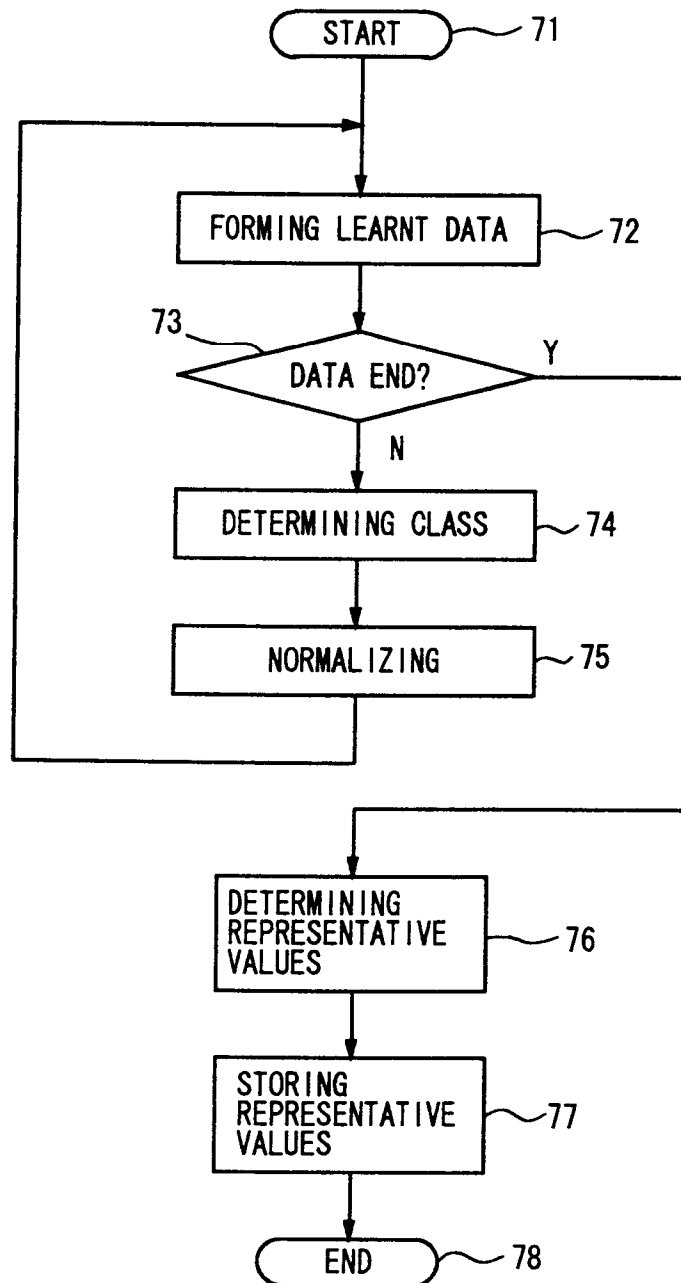 START
71
FORMING LEARNT DATA
72
73
DATA END?
Y
N
DETERMINING CLASS
74
NORMALIZING
75
DETERMINING
REPRESENTATIVE
VALUES
76
STORING
REPRESENTATIVE
VALUES
77
END
78